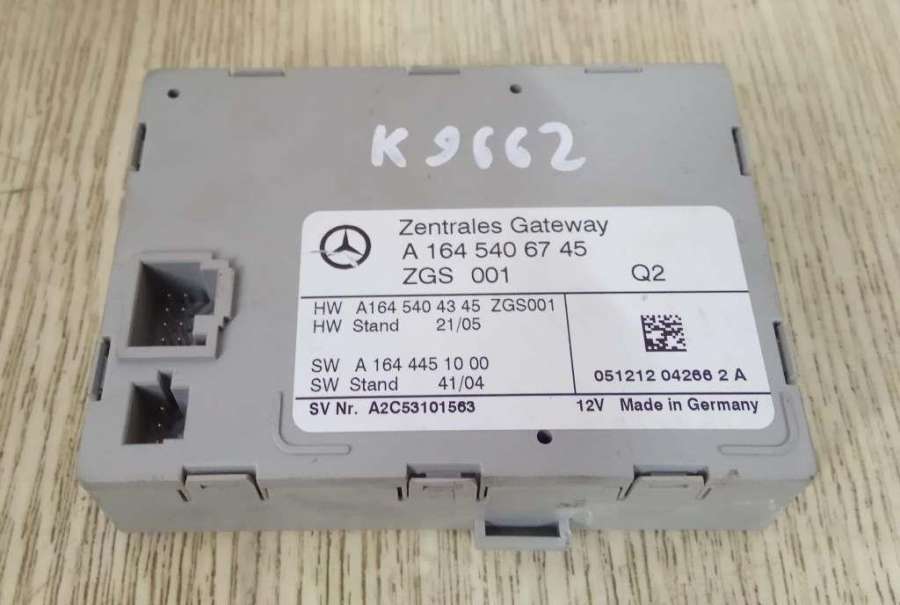 K 9662
Zentrales Gateway
A 164 540 67 45
ZGS 001 Q2
HW A164 540 43 45 ZGS001
HW Stand 21/05
SW A 164 445 10 00
SW Stand 41/04
051212 04266 2 A
SV Nr. A2C53101563 12V Made in Germany